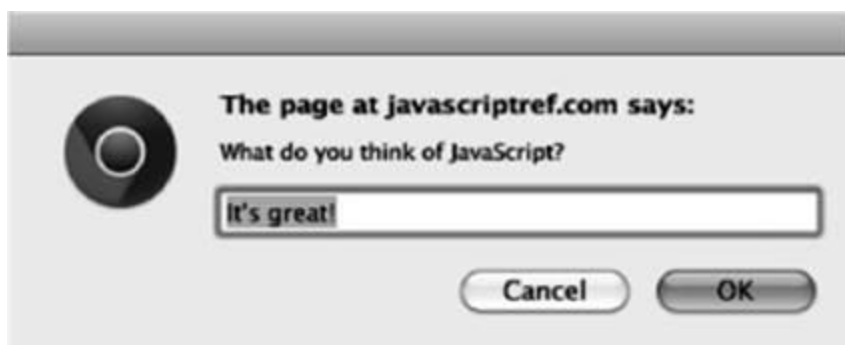 The page at javascriptref.com says:
What do you think of JavaScript?
It's great!
Cancel OK